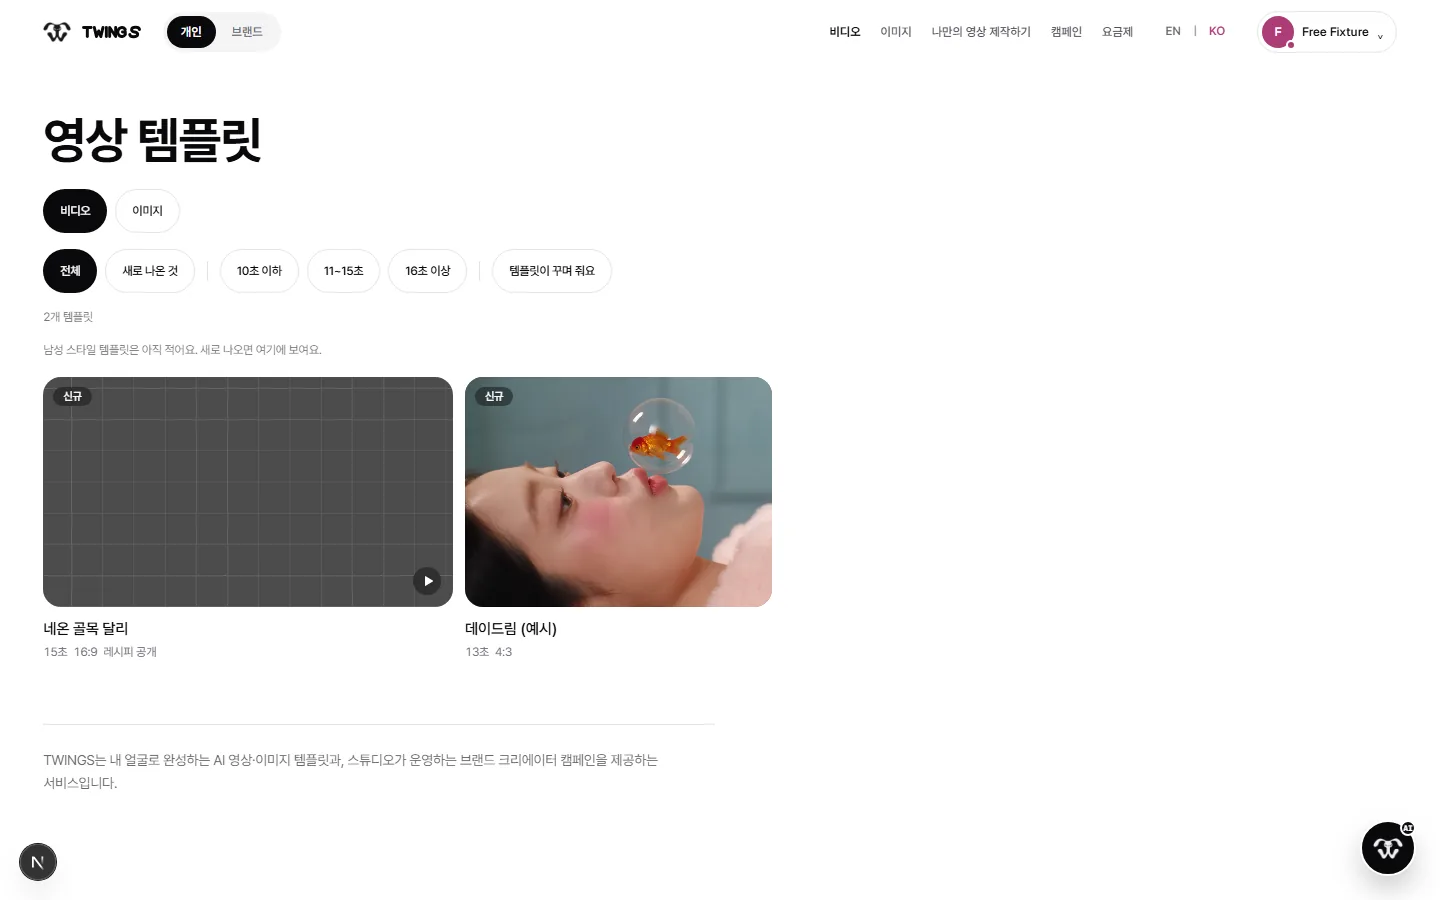 TWINGS
개인
브랜드
비디오
이미지
나만의 영상 제작하기
캠페인
요금제
EN | KO
F
Free Fixture
영상 템플릿
비디오
이미지
전체
새로 나온 것
10초 이하
11~15초
16초 이상
템플릿이 꾸며 줘요
2개 템플릿
남성 스타일 템플릿은 아직 적어요. 새로 나오면 여기에 보여요.
신규
신규
네온 골목 달리
15초 16:9 레시피 공개
데이드림 (예시)
13초 4:3
TWINGS는 내 얼굴로 완성하는 AI 영상·이미지 템플릿과, 스튜디오가 운영하는 브랜드 크리에이터 캠페인을 제공하는
서비스입니다.
N
AI